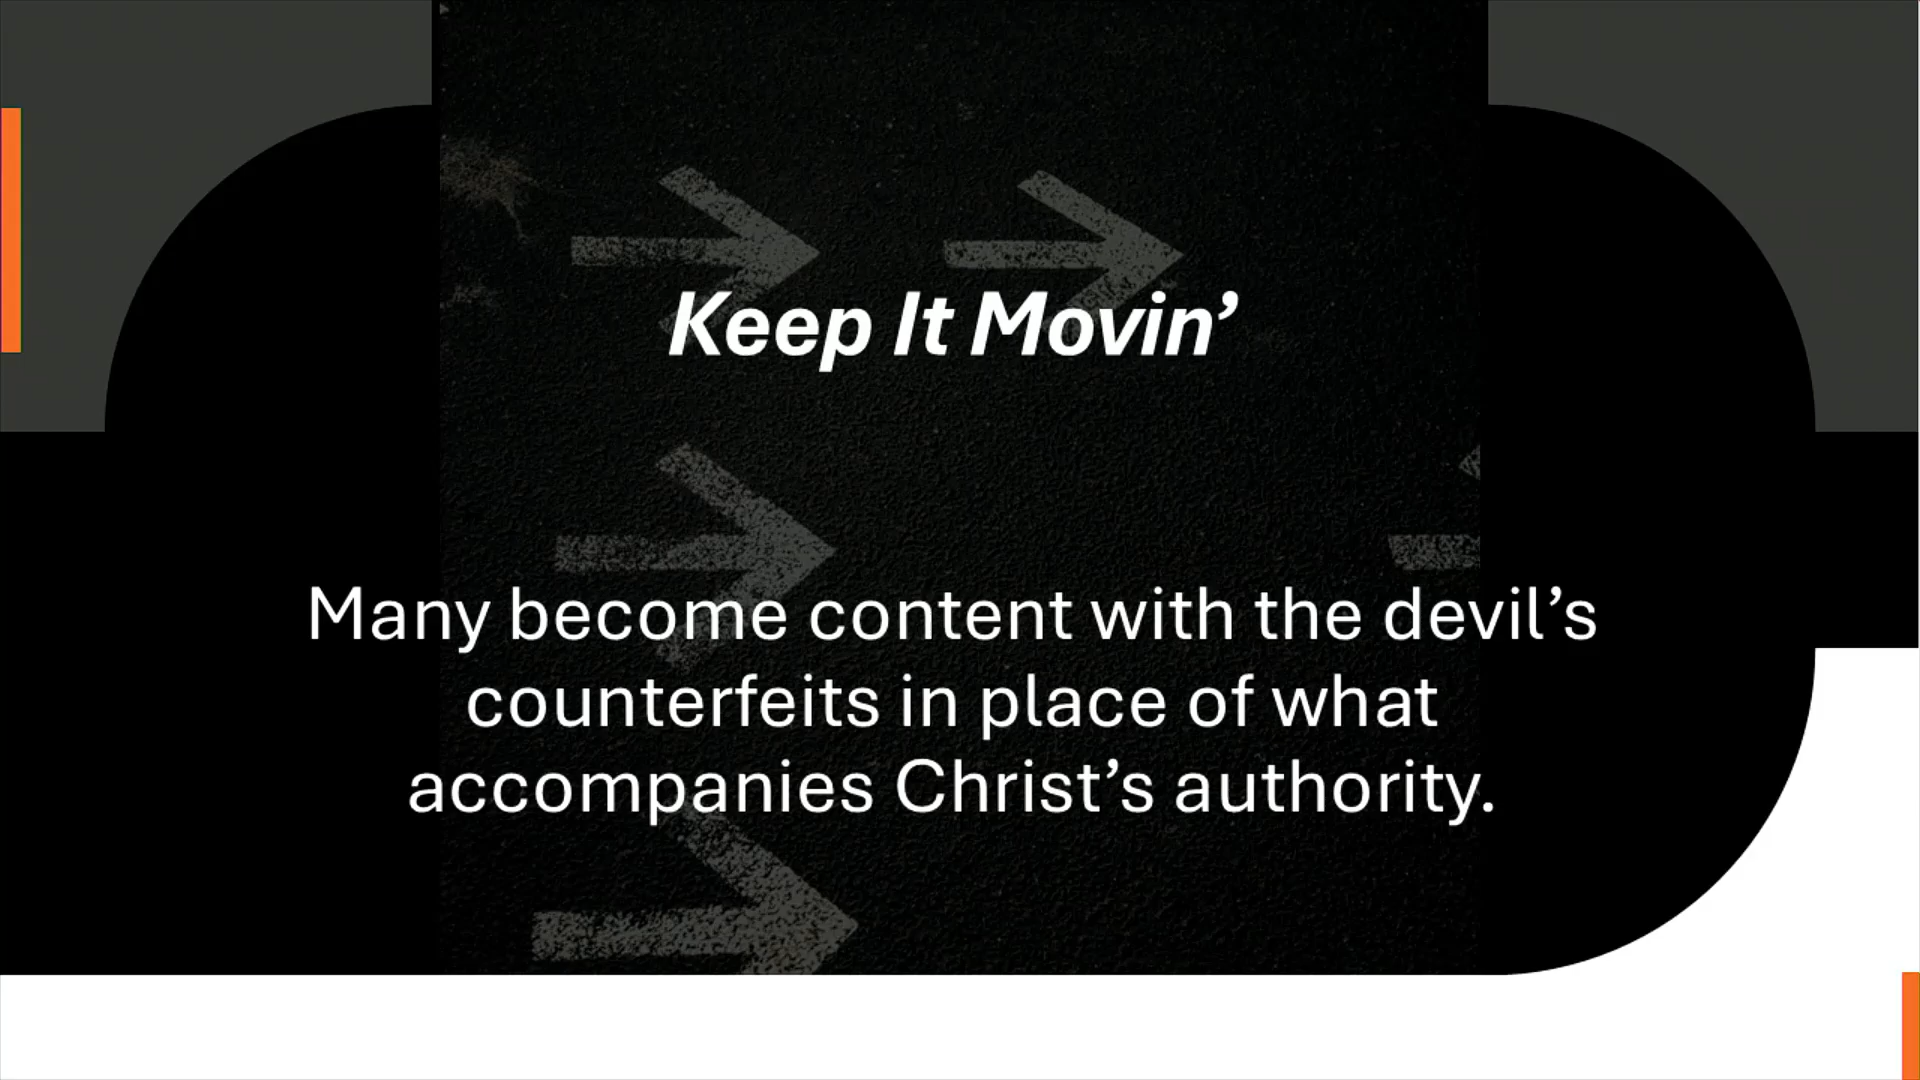 Keep It Movin’
Many become content with the devil’s
counterfeits in place of what
accompanies Christ’s authority.